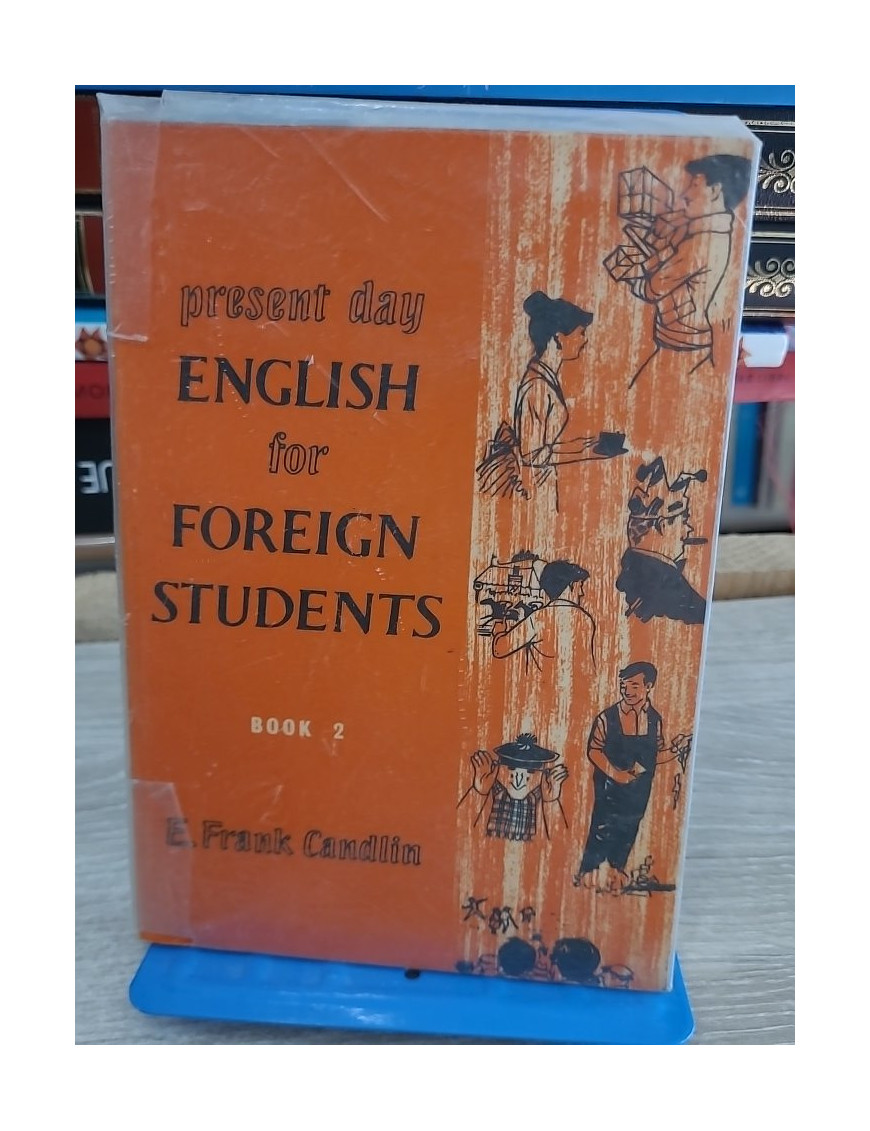 present day
ENGLISH
for
FOREIGN
STUDENTS
BOOK 2
E. Frank Candlin